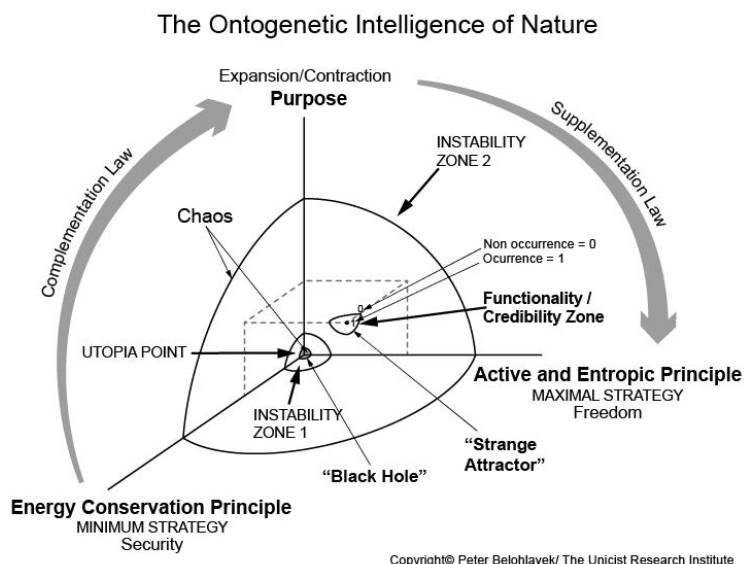 The Ontogenetic Intelligence of Nature
Expansion/Contraction
Purpose
Complementation Law
Supplementation Law
INSTABILITY
ZONE 2
Chaos
Non occurrence = 0
Ocurrence = 1
0
1
Functionality /
Credibility Zone
UTOPIA POINT
Active and Entropic Principle
MAXIMAL STRATEGY
Freedom
INSTABILITY
ZONE 1
"Strange
Attractor"
"Black Hole"
Energy Conservation Principle
MINIMUM STRATEGY
Security
Copyright© Peter Belohlavek/ The Unicist Research Institute